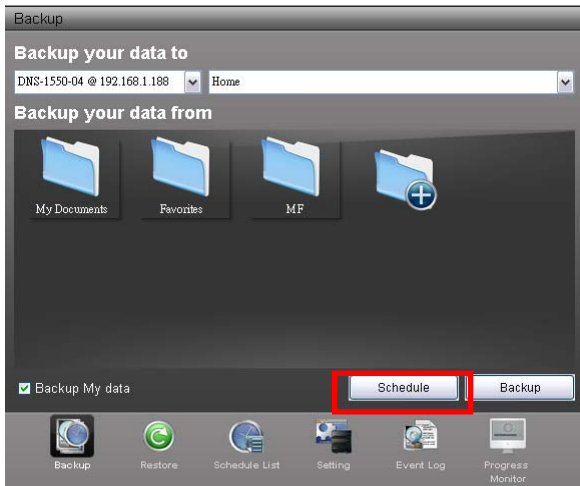 Backup
Backup your data to
DNS-1550-04 @ 192.168.1.188 Home
Backup your data from
My Documents Favorites MF
Backup My data Schedule Backup
Backup Restore Schedule List Setting Event Log Progress
Monitor